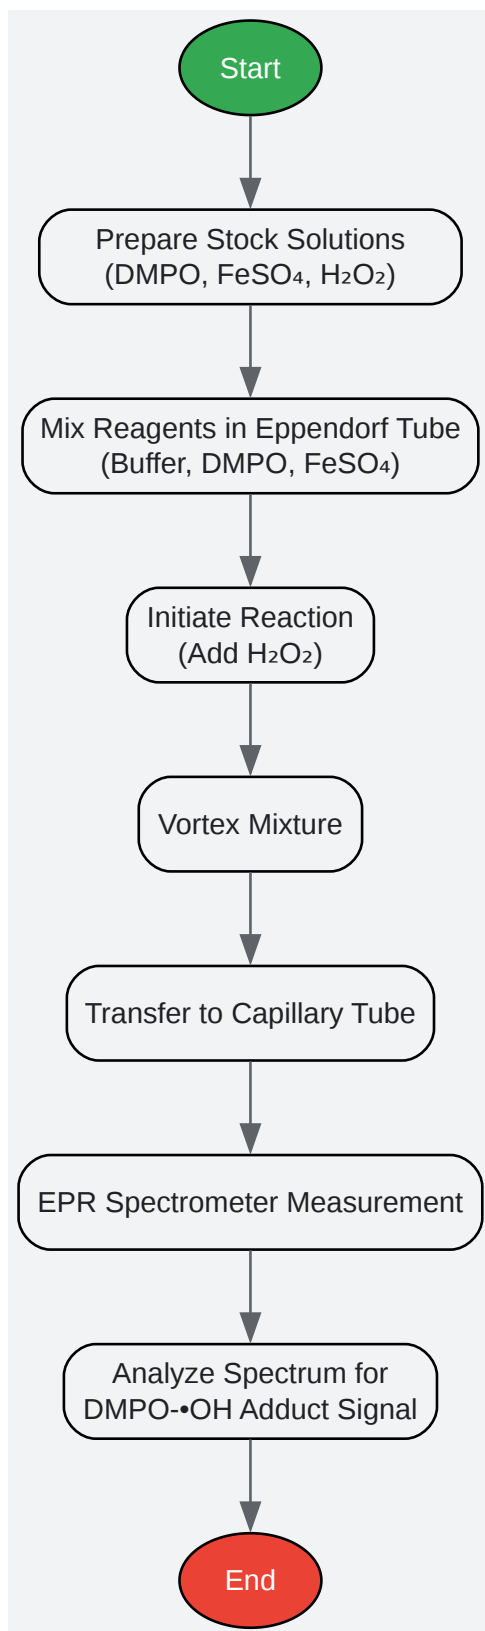 Start
Prepare Stock Solutions
(DMPO, FeSO₄, H₂O₂)
Mix Reagents in Eppendorf Tube
(Buffer, DMPO, FeSO₄)
Initiate Reaction
(Add H₂O₂)
Vortex Mixture
Transfer to Capillary Tube
EPR Spectrometer Measurement
Analyze Spectrum for
DMPO-•OH Adduct Signal
End